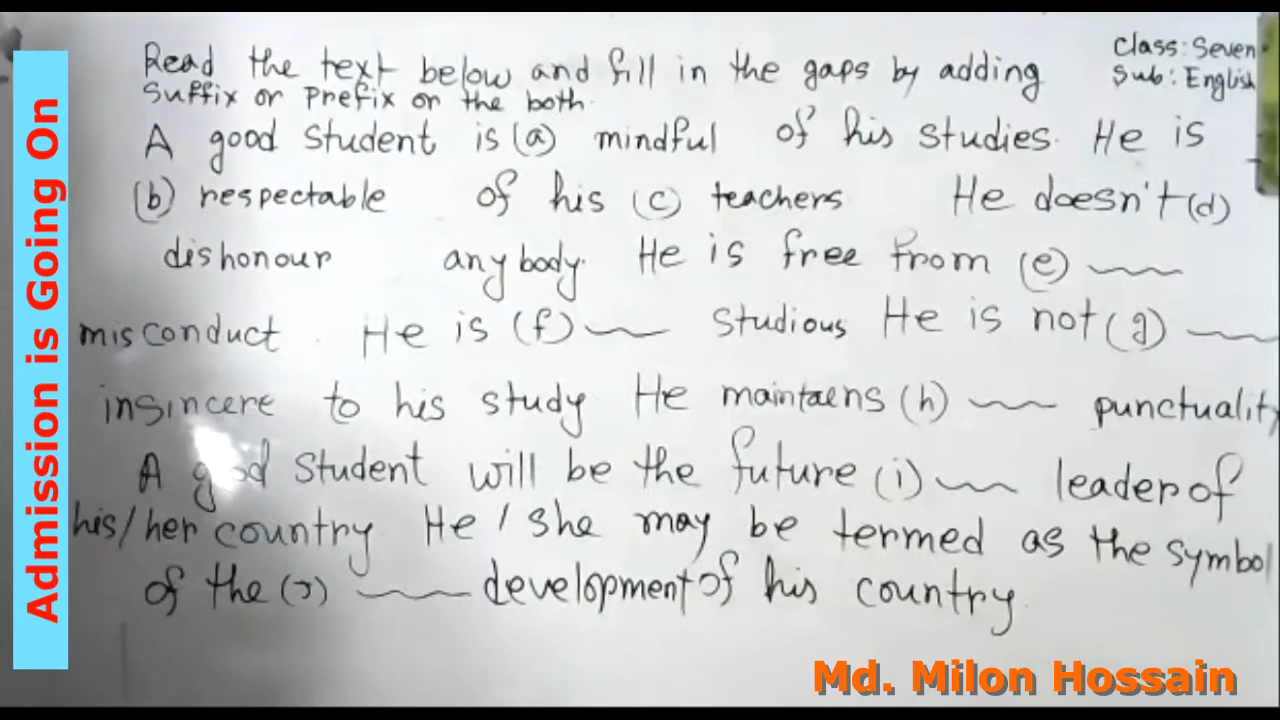 Admission is Going On
Class: Seven
Sub: English
Read the text below and fill in the gaps by adding
suffix or prefix or the both.
A good student is (a) mindful of his studies. He is
(b) respectable of his (c) teachers He doesn't (d)
dishonour any body. He is free from (e)
misconduct. He is (f) studious He is not (g)
insincere to his study He maintaens (h) punctuality
A good student will be the future (i) leader of
his/her country He / she may be termed as the symbol
of the (J) development of his country.
Md. Milon Hossain